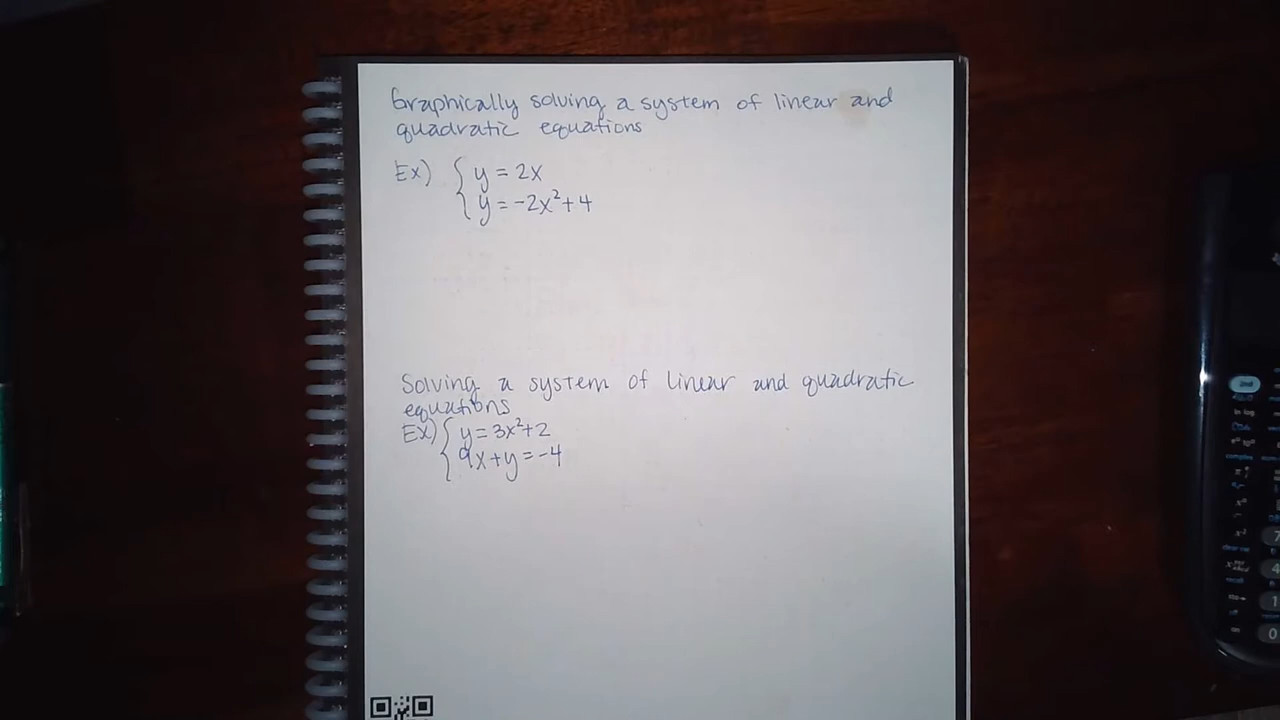 Graphically solving a system of linear and
quadratic equations
Ex) { y = 2x
y = -2x²+4
Solving a system of linear and quadratic
equations
Ex) { y = 3x²+2
9x+y = -4
2nd